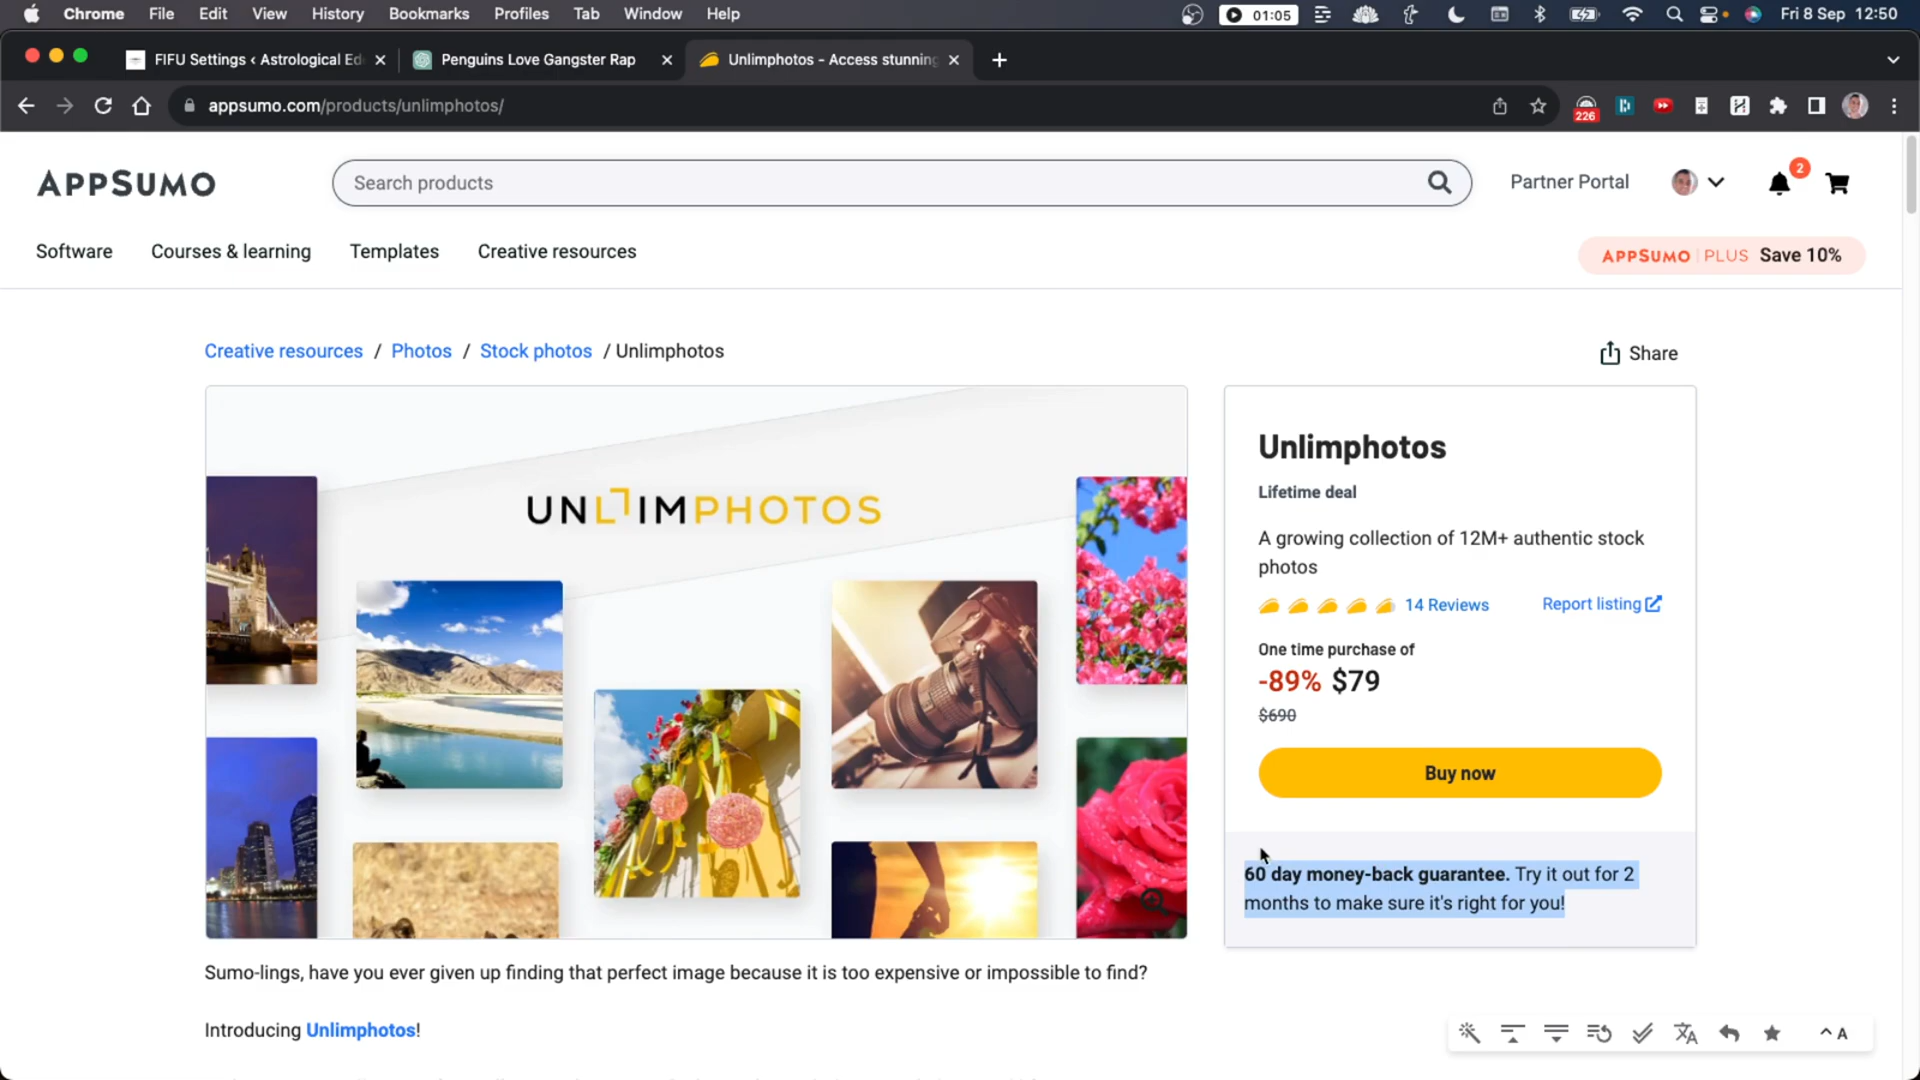 Chrome File Edit View History Bookmarks Profiles Tab Window Help 01:05 Fri 8 Sep 12:50
FIFU Settings ‹ Astrological Ed Penguins Love Gangster Rap Unlimphotos - Access stunning
appsumo.com/products/unlimphotos/ 226
APPSUMO Search products Partner Portal 2
Software Courses & learning Templates Creative resources APPSUMO PLUS Save 10%
Creative resources / Photos / Stock photos / Unlimphotos Share
UNLIMPHOTOS
Unlimphotos
Lifetime deal
A growing collection of 12M+ authentic stock
photos
14 Reviews Report listing
One time purchase of
-89% $79
$690
Buy now
60 day money-back guarantee. Try it out for 2
months to make sure it's right for you!
Sumo-lings, have you ever given up finding that perfect image because it is too expensive or impossible to find?
Introducing Unlimphotos!
A